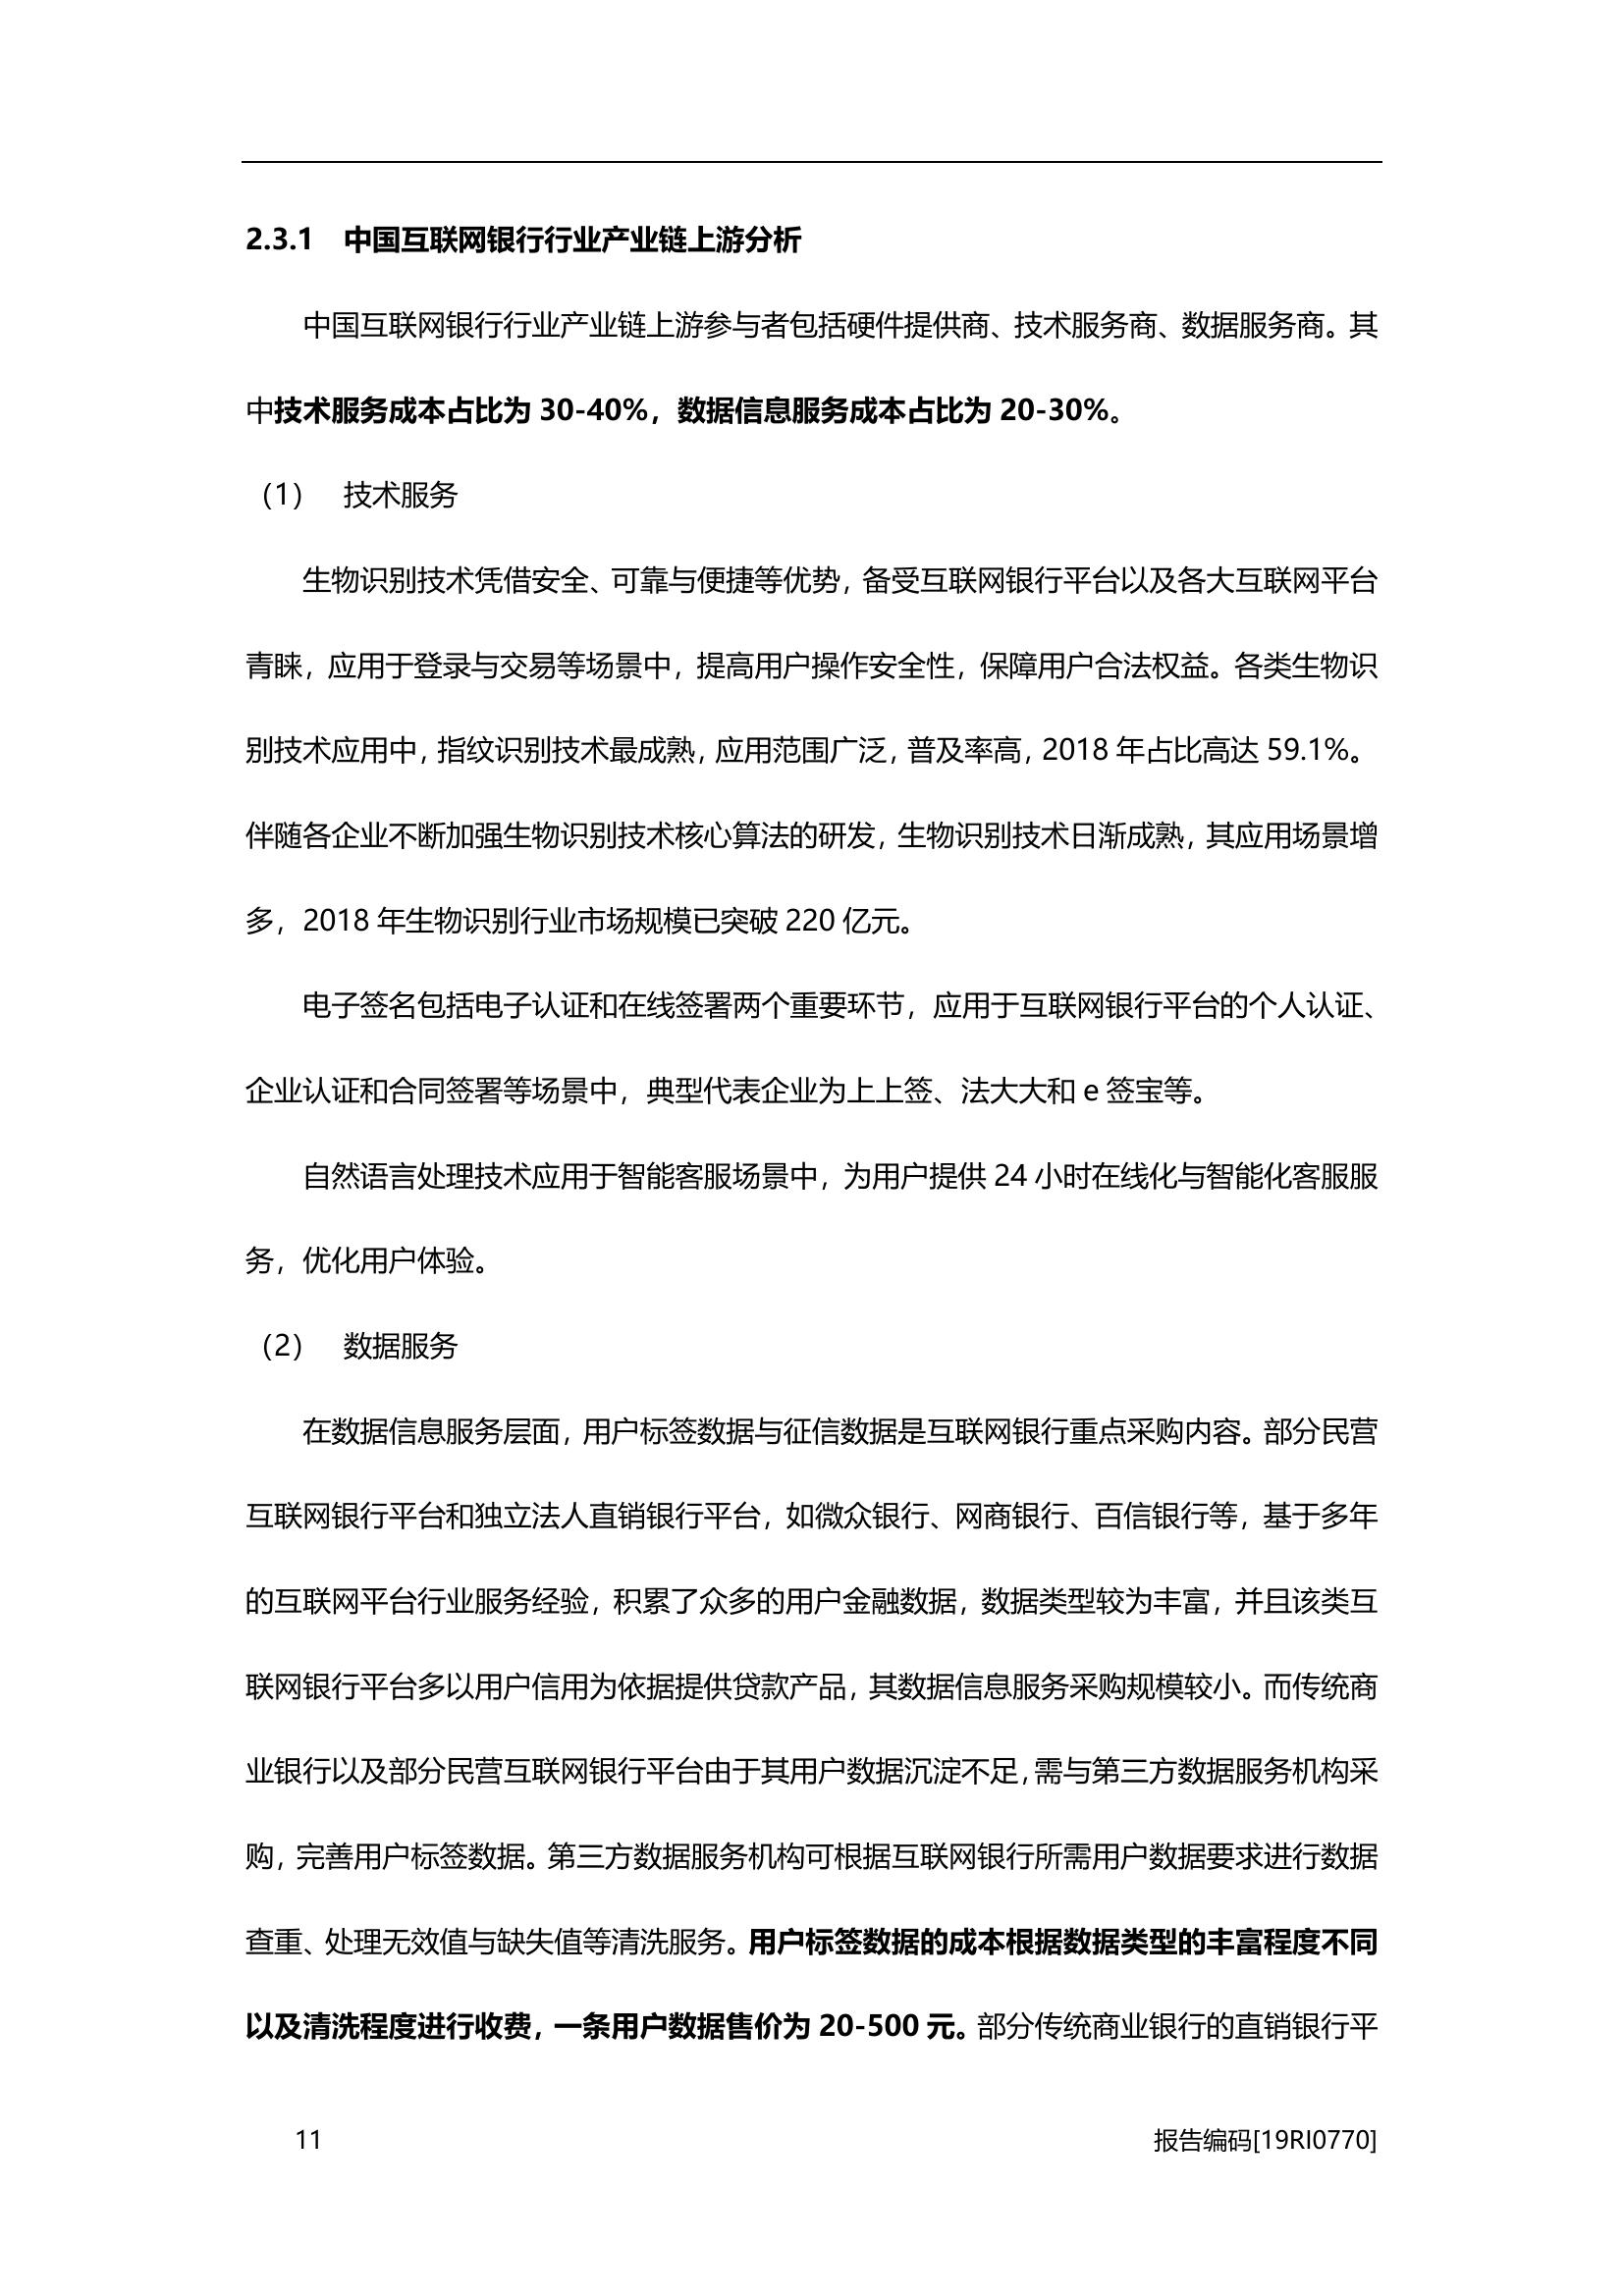 2.3.1 中国互联网银行行业产业链上游分析
中国互联网银行行业产业链上游参与者包括硬件提供商、技术服务商、数据服务商。其
中技术服务成本占比为 30-40%，数据信息服务成本占比为 20-30%。
（1） 技术服务
生物识别技术凭借安全、可靠与便捷等优势，备受互联网银行平台以及各大互联网平台
青睐，应用于登录与交易等场景中，提高用户操作安全性，保障用户合法权益。各类生物识
别技术应用中，指纹识别技术最成熟，应用范围广泛，普及率高，2018 年占比高达 59.1%。
伴随各企业不断加强生物识别技术核心算法的研发，生物识别技术日渐成熟，其应用场景增
多，2018 年生物识别行业市场规模已突破 220 亿元。
电子签名包括电子认证和在线签署两个重要环节，应用于互联网银行平台的个人认证、
企业认证和合同签署等场景中，典型代表企业为上上签、法大大和 e 签宝等。
自然语言处理技术应用于智能客服场景中，为用户提供 24 小时在线化与智能化客服服
务，优化用户体验。
（2） 数据服务
在数据信息服务层面，用户标签数据与征信数据是互联网银行重点采购内容。部分民营
互联网银行平台和独立法人直销银行平台，如微众银行、网商银行、百信银行等，基于多年
的互联网平台行业服务经验，积累了众多的用户金融数据，数据类型较为丰富，并且该类互
联网银行平台多以用户信用为依据提供贷款产品，其数据信息服务采购规模较小。而传统商
业银行以及部分民营互联网银行平台由于其用户数据沉淀不足，需与第三方数据服务机构采
购，完善用户标签数据。第三方数据服务机构可根据互联网银行所需用户数据要求进行数据
查重、处理无效值与缺失值等清洗服务。用户标签数据的成本根据数据类型的丰富程度不同
以及清洗程度进行收费，一条用户数据售价为 20-500 元。部分传统商业银行的直销银行平
11 报告编码[19RI0770]